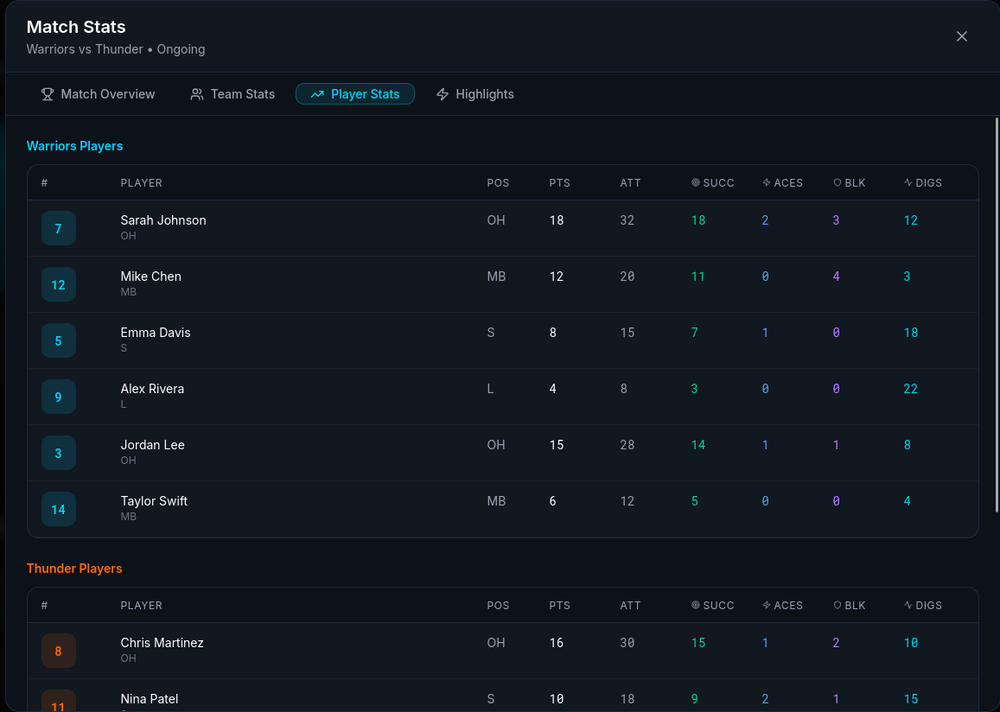 Match Stats
Warriors vs Thunder • Ongoing
Match Overview Team Stats Player Stats Highlights
Warriors Players
# PLAYER POS PTS ATT SUCC ACES BLK DIGS
7 Sarah Johnson OH 18 32 18 2 3 12
OH
12 Mike Chen MB 12 20 11 0 4 3
MB
5 Emma Davis S 8 15 7 1 0 18
S
9 Alex Rivera L 4 8 3 0 0 22
L
3 Jordan Lee OH 15 28 14 1 1 8
OH
14 Taylor Swift MB 6 12 5 0 0 4
MB
Thunder Players
# PLAYER POS PTS ATT SUCC ACES BLK DIGS
8 Chris Martinez OH 16 30 15 1 2 10
OH
11 Nina Patel S 10 18 9 2 1 15